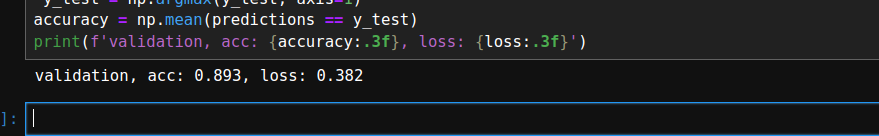 y_test = np.argmax(y_test, axis=1)
accuracy = np.mean(predictions == y_test)
print(f'validation, acc: {accuracy:.3f}, loss: {loss:.3f}')
validation, acc: 0.893, loss: 0.382
]: